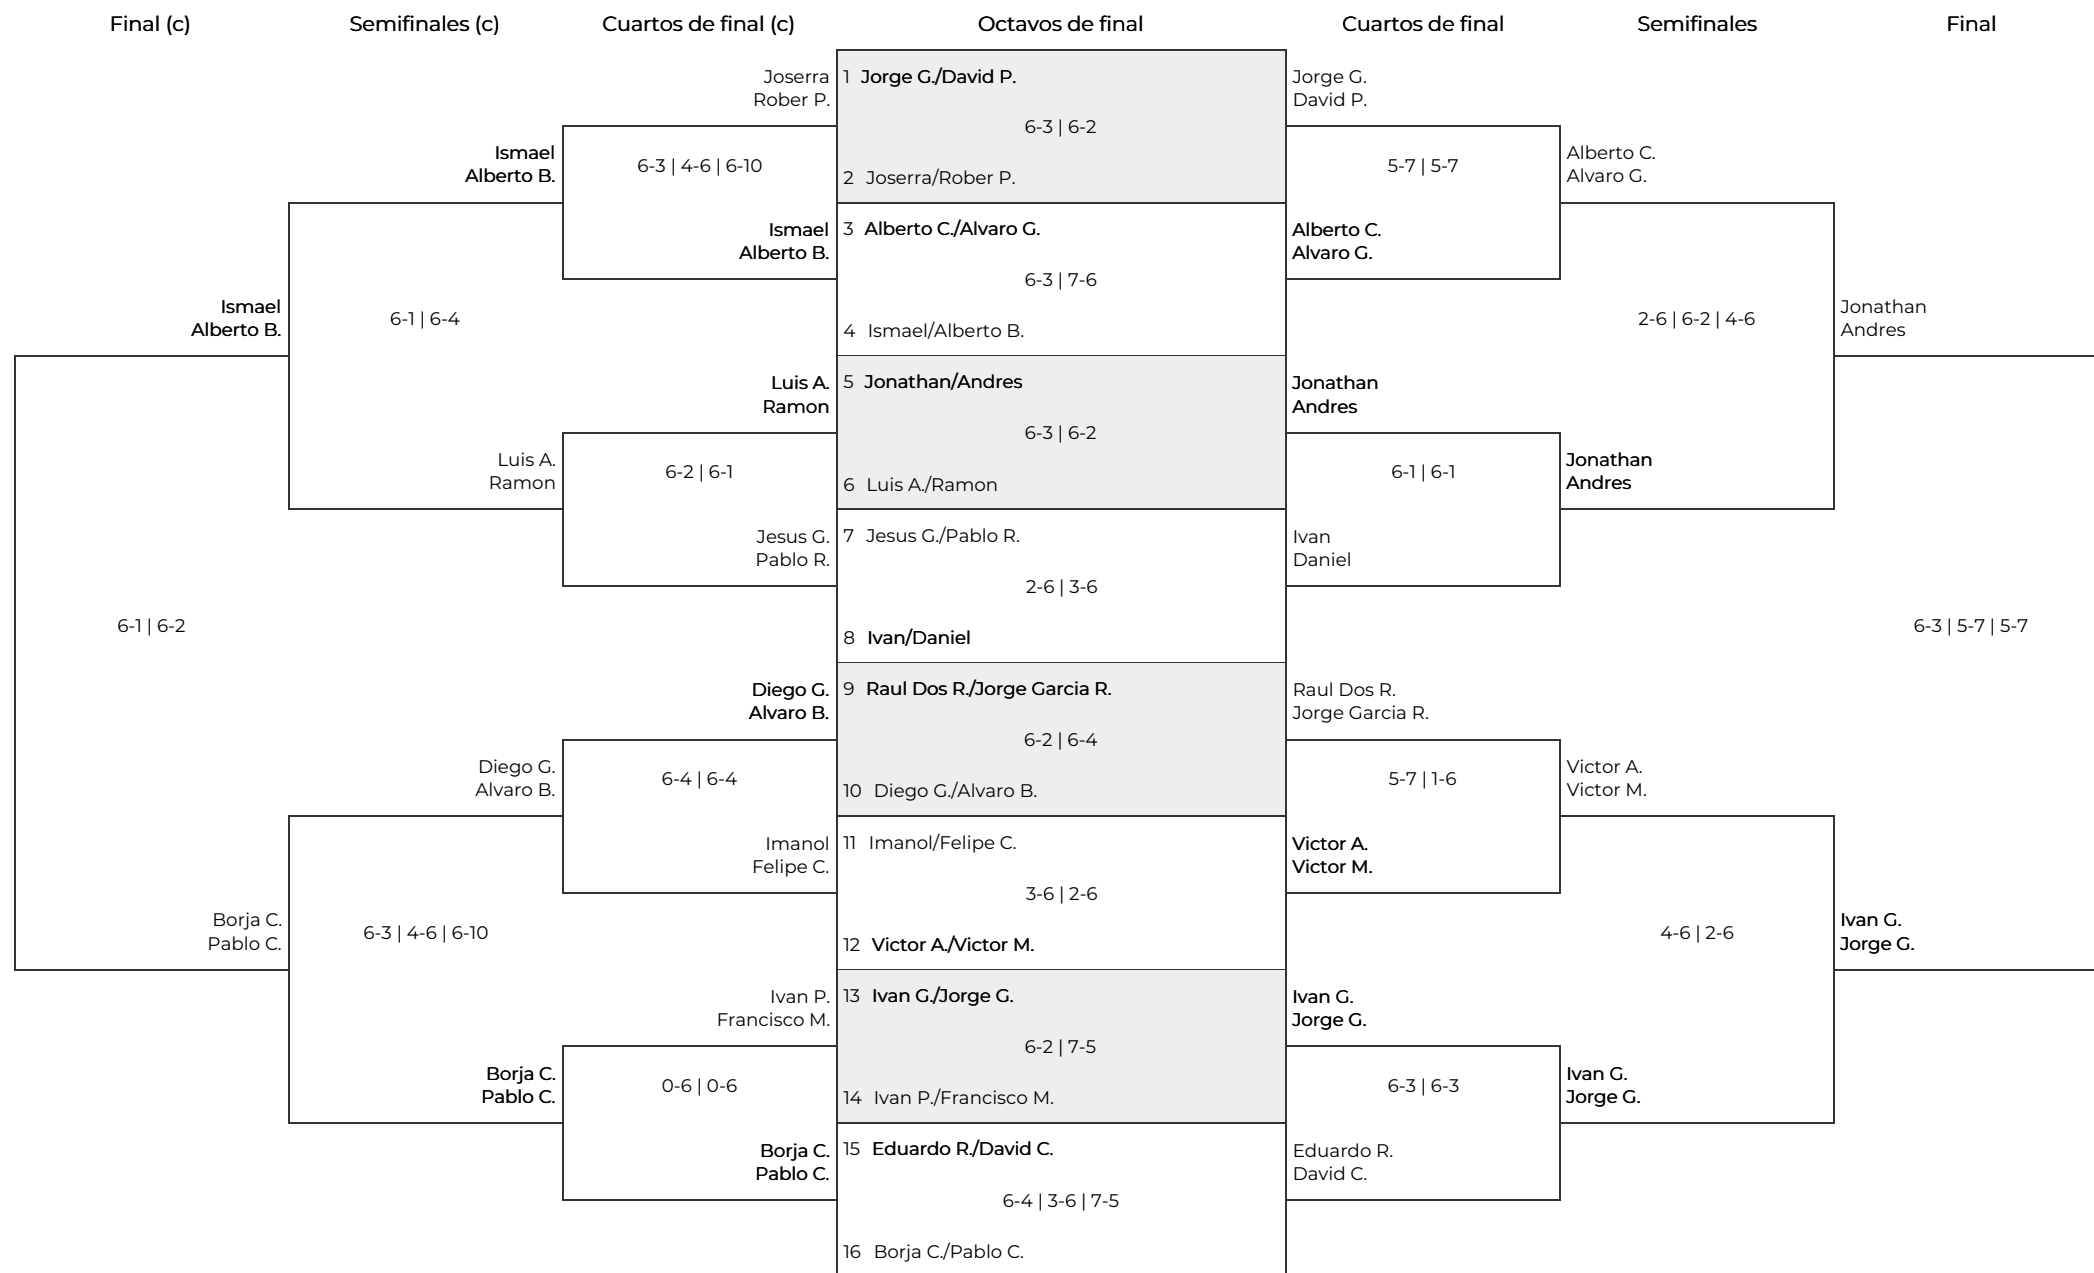 Final (c)
Semifinales (c)
Cuartos de final (c)
Octavos de final
Cuartos de final
Semifinales
Final
Ismael
Alberto B.
6-1 | 6-2
Borja C.
Pablo C.
Ismael
Alberto B.
6-1 | 6-4
Luis A.
Ramon
Diego G.
Alvaro B.
6-3 | 4-6 | 6-10
Borja C.
Pablo C.
Joserra
Rober P.
6-3 | 4-6 | 6-10
Ismael
Alberto B.
Luis A.
Ramon
6-2 | 6-1
Jesus G.
Pablo R.
Diego G.
Alvaro B.
6-4 | 6-4
Imanol
Felipe C.
Ivan P.
Francisco M.
0-6 | 0-6
Borja C.
Pablo C.
1 Jorge G./David P.
6-3 | 6-2
2 Joserra/Rober P.
3 Alberto C./Alvaro G.
6-3 | 7-6
4 Ismael/Alberto B.
5 Jonathan/Andres
6-3 | 6-2
6 Luis A./Ramon
7 Jesus G./Pablo R.
2-6 | 3-6
8 Ivan/Daniel
9 Raul Dos R./Jorge Garcia R.
6-2 | 6-4
10 Diego G./Alvaro B.
11 Imanol/Felipe C.
3-6 | 2-6
12 Victor A./Victor M.
13 Ivan G./Jorge G.
6-2 | 7-5
14 Ivan P./Francisco M.
15 Eduardo R./David C.
6-4 | 3-6 | 7-5
16 Borja C./Pablo C.
Jorge G.
David P.
5-7 | 5-7
Alberto C.
Alvaro G.
Jonathan
Andres
6-1 | 6-1
Ivan
Daniel
Raul Dos R.
Jorge Garcia R.
5-7 | 1-6
Victor A.
Victor M.
Ivan G.
Jorge G.
6-3 | 6-3
Eduardo R.
David C.
Alberto C.
Alvaro G.
2-6 | 6-2 | 4-6
Jonathan
Andres
Victor A.
Victor M.
4-6 | 2-6
Ivan G.
Jorge G.
Jonathan
Andres
6-3 | 5-7 | 5-7
Ivan G.
Jorge G.